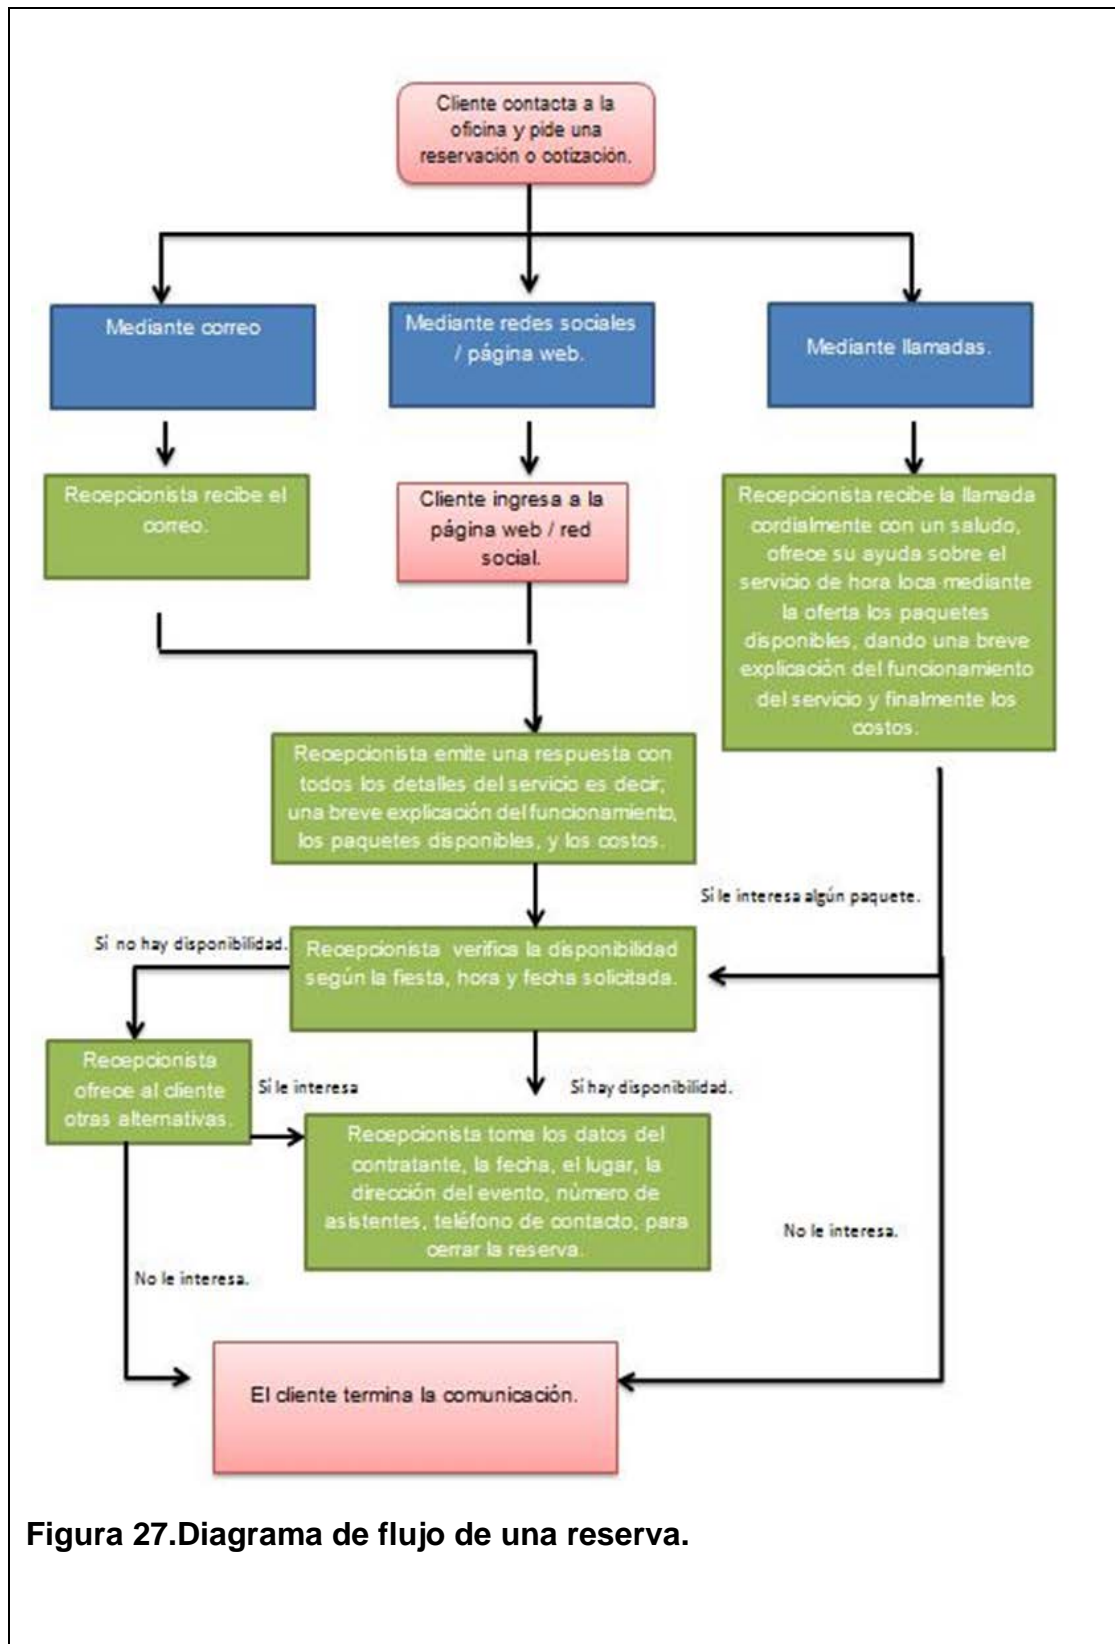 Cliente contacta a la
oficina y pide una
reservación o cotización.
Mediante correo
Mediante redes sociales
/ página web.
Mediante llamadas.
Recepcionista recibe el
correo.
Cliente ingresa a la
página web / red
social.
Recepcionista recibe la llamada
cordialmente con un saludo,
ofrece su ayuda sobre el
servicio de hora loca mediante
la oferta los paquetes
disponibles, dando una breve
explicación del funcionamiento
del servicio y finalmente los
costos.
Recepcionista emite una respuesta con
todos los detalles del servicio es decir;
una breve explicación del funcionamiento,
los paquetes disponibles, y los costos.
Sí le interesa algún paquete.
Sí no hay disponibilidad.
Recepcionista verifica la disponibilidad
según la fiesta, hora y fecha solicitada.
Recepcionista
ofrece al cliente
otras alternativas.
Sí le interesa
Sí hay disponibilidad.
Recepcionista toma los datos del
contratante, la fecha, el lugar, la
dirección del evento, número de
asistentes, teléfono de contacto, para
cerrar la reserva.
No le interesa.
No le interesa.
El cliente termina la comunicación.
Figura 27.Diagrama de flujo de una reserva.